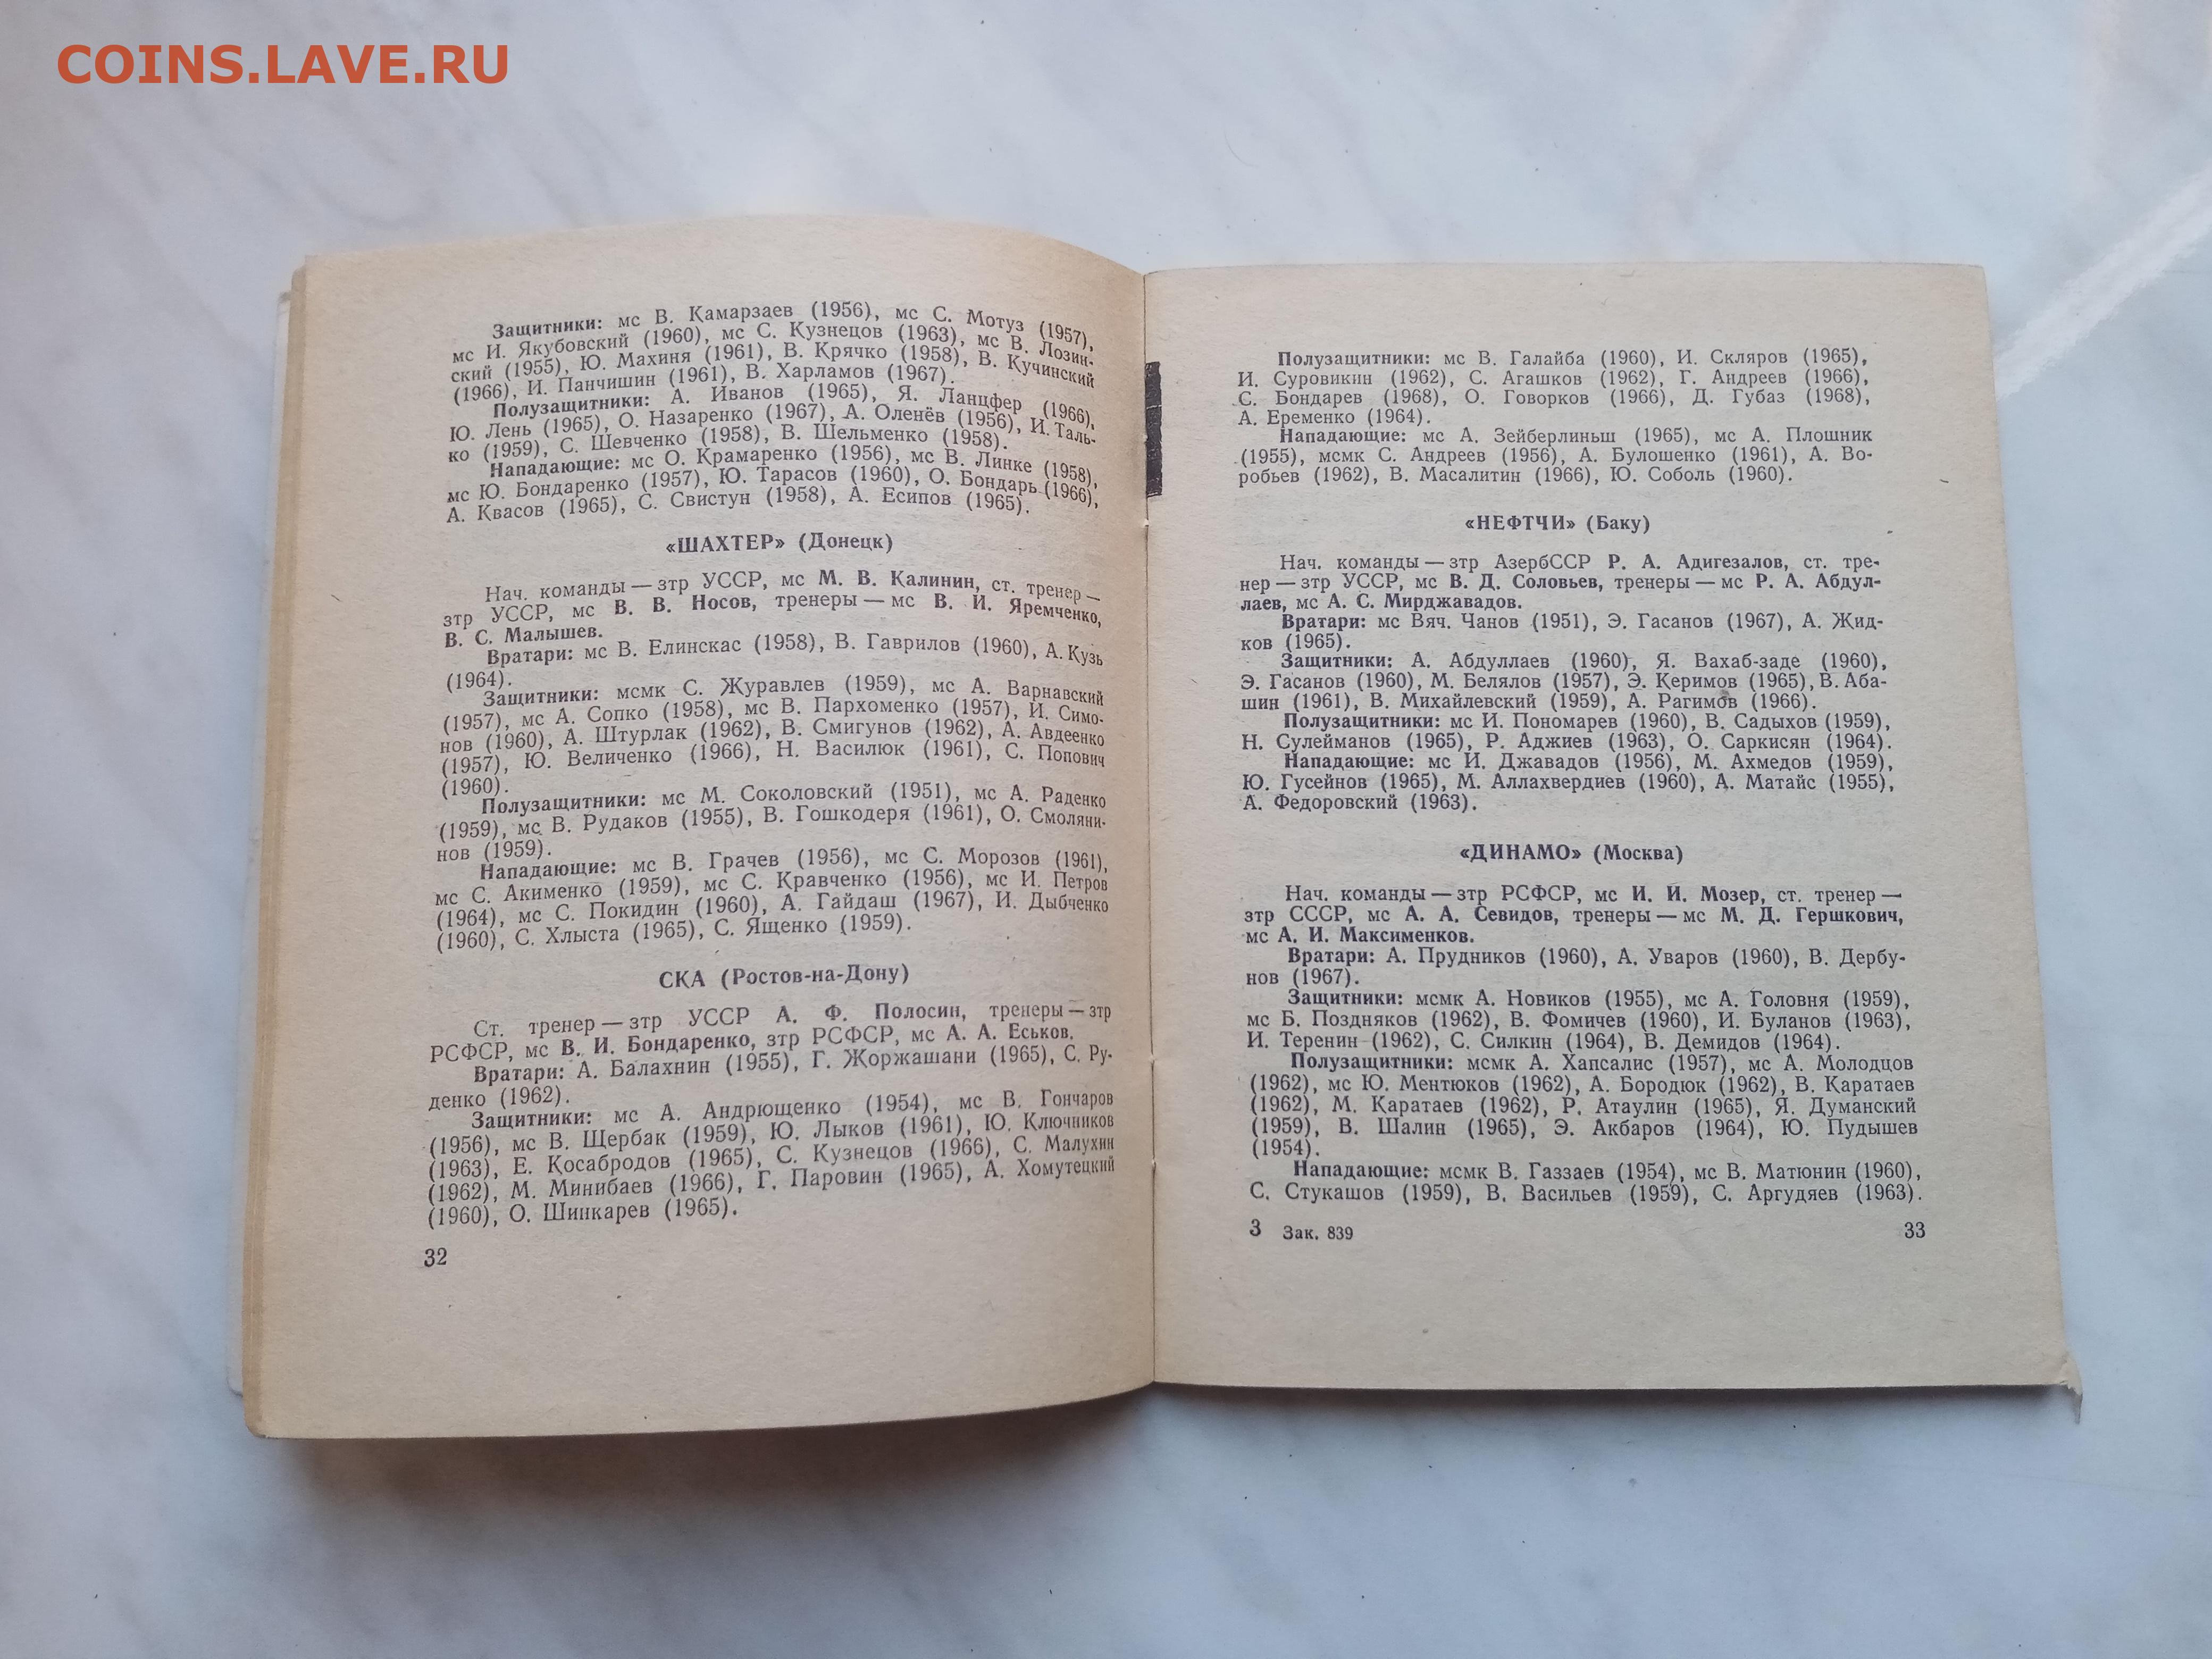 COINS.LAVE.RU
Защитники: мс В. Камарзаев (1956), мс С. Мотуз (1957),
мс И. Якубовский (1960), мс С. Кузнецов (1963), мс В. Лозин-
ский (1955), Ю. Махиня (1961), В. Крячко (1958), В. Кучинский
(1966), И. Панчишин (1961), В. Харламов (1967).
Полузащитники: А. Иванов (1965), Я. Ланцфер (1966),
Ю. Лень (1965), О. Назаренко (1967), А. Оленёв (1956), И. Таль-
ко (1959), С. Шевченко (1958), В. Шельменко (1958).
Нападающие: мс О. Крамаренко (1956), мс В. Линке (1958),
мс Ю. Бондаренко (1957), Ю. Тарасов (1960), О. Бондарь (1966),
А. Квасов (1965), С. Свистун (1958), А. Есипов (1965).
«ШАХТЕР» (Донецк)
Нач. команды — зтр УССР, мс М. В. Калинин, ст. тренер —
зтр УССР, мс В. В. Носов, тренеры — мс В. И. Яремченко,
В. С. Малышев.
Вратари: мс В. Елинскас (1958), В. Гаврилов (1960), А. Кузь
(1964).
Защитники: мсмк С. Журавлев (1959), мс А. Варнавский
(1957), мс А. Сопко (1958), мс В. Пархоменко (1957), И. Симо-
нов (1960), А. Штурлак (1962), В. Смигунов (1962), А. Авдеенко
(1957), Ю. Величенко (1966), Н. Василюк (1961), С. Попович
(1960).
Полузащитники: мс М. Соколовский (1951), мс А. Раденко
(1959), мс В. Рудаков (1955), В. Гошкодеря (1961), О. Смоляни-
нов (1959).
Нападающие: мс В. Грачев (1956), мс С. Морозов (1961),
мс С. Акименко (1959), мс С. Кравченко (1956), мс И. Петров
(1964), мс С. Покидин (1960), А. Гайдаш (1967), И. Дыбченко
(1960), С. Хлыста (1965), С. Ященко (1959).
СКА (Ростов-на-Дону)
Ст. тренер — зтр УССР А. Ф. Полосин, тренеры — зтр
РСФСР, мс В. И. Бондаренко, зтр РСФСР, мс А. А. Еськов.
Вратари: А. Балахнин (1955), Г. Жоржашани (1965), С. Ру-
денко (1962).
Защитники: мс А. Андрющенко (1954), мс В. Гончаров
(1956), мс В. Щербак (1959), Ю. Лыков (1961), Ю. Ключников
(1963), Е. Косабродов (1965), С. Кузнецов (1966), С. Малухин
(1962), М. Минибаев (1966), Г. Паровин (1965), А. Хомутецкий
(1960), О. Шинкарев (1965).
32
Полузащитники: мс В. Галайба (1960), И. Скляров (1965),
И. Суровикин (1962), С. Агашков (1962), Г. Андреев (1966),
С. Бондарев (1968), О. Говорков (1966), Д. Губаз (1968),
А. Еременко (1964).
Нападающие: мс А. Зейберлиньш (1965), мс А. Плошник
(1955), мсмк С. Андреев (1956), А. Булошенко (1961), А. Во-
робьев (1962), В. Масалитин (1966), Ю. Соболь (1960).
«НЕФТЧИ» (Баку)
Нач. команды — зтр АзербССР Р. А. Адигезалов, ст. тре-
нер — зтр УССР, мс В. Д. Соловьев, тренеры — мс Р. А. Абдул-
лаев, мс А. С. Мирджавадов.
Вратари: мс Вяч. Чанов (1951), Э. Гасанов (1967), А. Жид-
ков (1965).
Защитники: А. Абдуллаев (1960), Я. Вахаб-заде (1960),
Э. Гасанов (1960), М. Белялов (1957), Э. Керимов (1965), В. Аба-
шин (1961), В. Михайлевский (1959), А. Рагимов (1966).
Полузащитники: мс И. Пономарев (1960), В. Садыхов (1959),
Н. Сулейманов (1965), Р. Аджиев (1963), О. Саркисян (1964).
Нападающие: мс И. Джавадов (1956), М. Ахмедов (1959),
Ю. Гусейнов (1965), М. Аллахвердиев (1960), А. Матайс (1955),
А. Федоровский (1963).
«ДИНАМО» (Москва)
Нач. команды — зтр РСФСР, мс И. И. Мозер, ст. тренер —
зтр СССР, мс А. А. Севидов, тренеры — мс М. Д. Гершкович,
мс А. И. Максименков.
Вратари: А. Прудников (1960), А. Уваров (1960), В. Дербу-
нов (1967).
Защитники: мсмк А. Новиков (1955), мс А. Головня (1959),
мс Б. Поздняков (1962), В. Фомичев (1960), И. Буланов (1963),
И. Теренин (1962), С. Силкин (1964), В. Демидов (1964).
Полузащитники: мсмк А. Хапсалис (1957), мс А. Молодцов
(1962), мс Ю. Ментюков (1962), А. Бородюк (1962), В. Каратаев
(1962), М. Каратаев (1962), Р. Атаулин (1965), Я. Думанский
(1959), В. Шалин (1965), Э. Акбаров (1964), Ю. Пудышев
(1954).
Нападающие: мсмк В. Газзаев (1954), мс В. Матюнин (1960),
С. Стукашов (1959), В. Васильев (1959), С. Аргудяев (1963).
3 Зак. 839
33